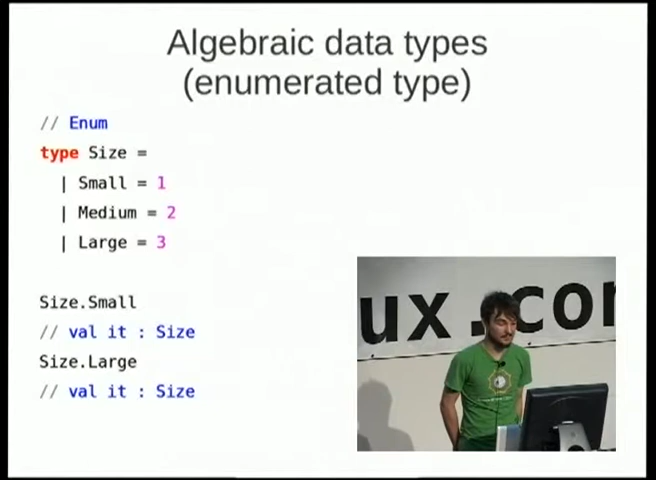 Algebraic data types
(enumerated type)
// Enum
type Size =
| Small = 1
| Medium = 2
| Large = 3
Size.Small
// val it : Size
Size.Large
// val it : Size
ux.con